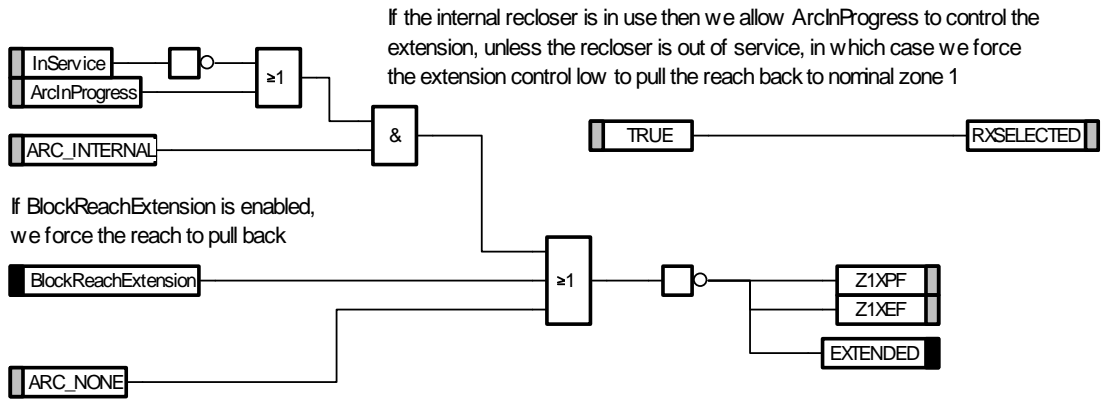 If the internal recloser is in use then we allow ArcInProgress to control the
extension, unless the recloser is out of service, in which case we force
the extension control low to pull the reach back to nominal zone 1
InService
ArcInProgress
≥1
ARC_INTERNAL
&
TRUE
RXSELECTED
If BlockReachExtension is enabled,
we force the reach to pull back
BlockReachExtension
≥1
Z1XPF
Z1XEF
EXTENDED
ARC_NONE